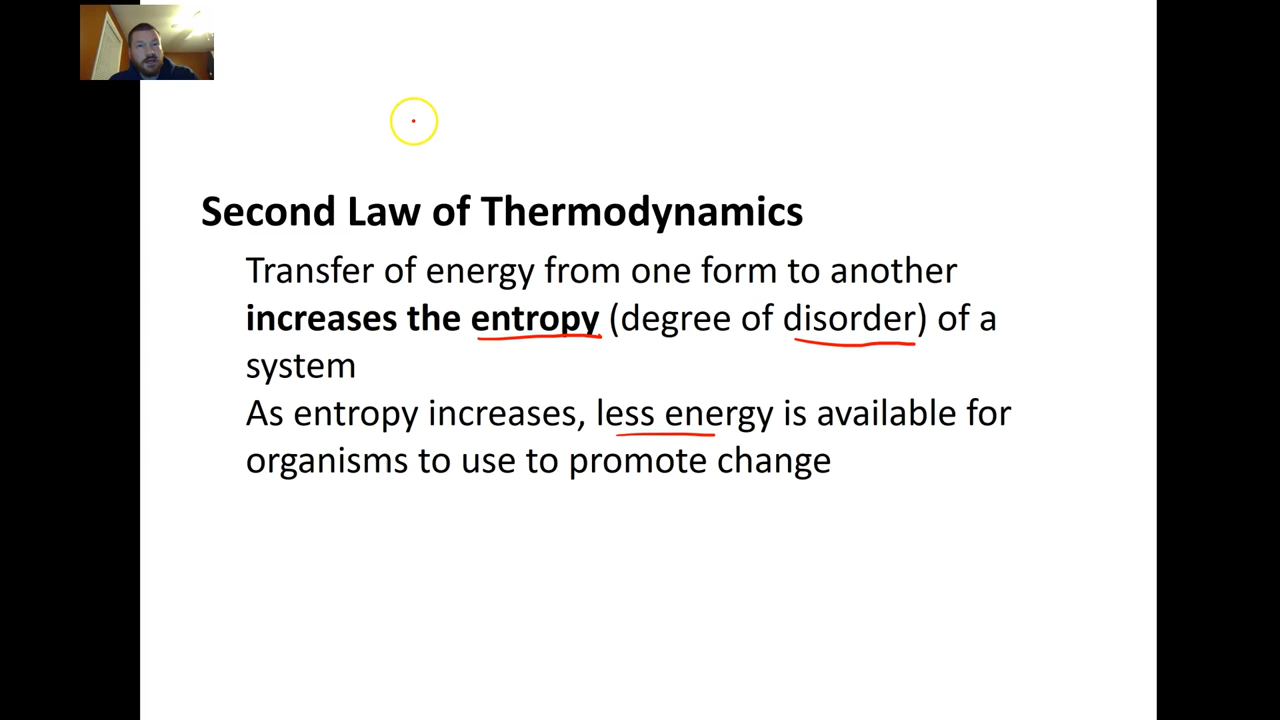 Second Law of Thermodynamics
Transfer of energy from one form to another
increases the entropy (degree of disorder) of a
system
As entropy increases, less energy is available for
organisms to use to promote change